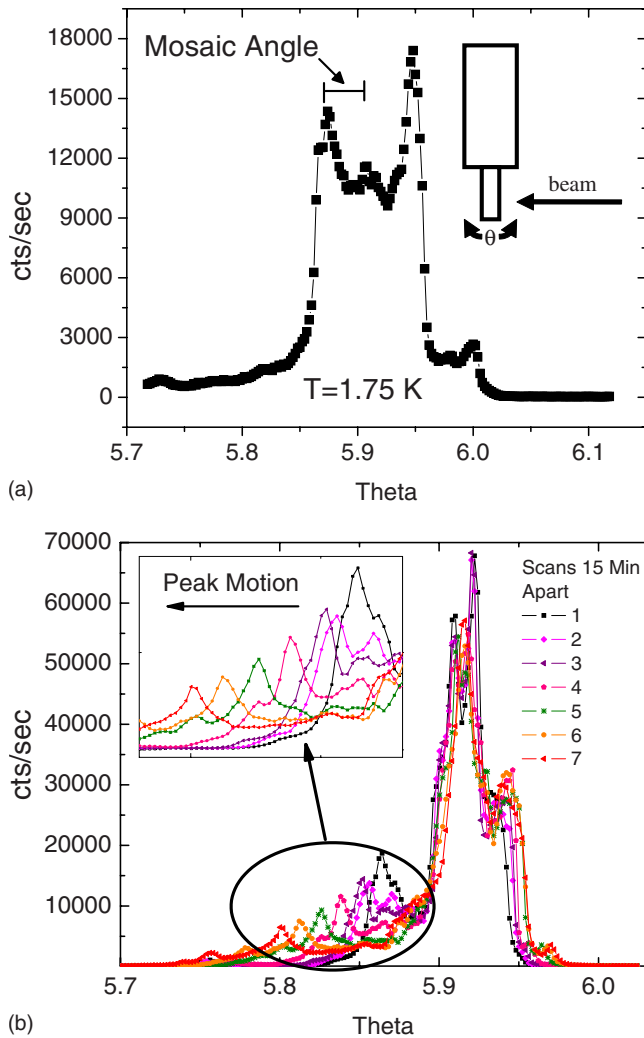 18000
15000
12000
9000
6000
3000
0
cts/sec
Mosaic Angle
beam
θ
T=1.75 K
5.7 5.8 5.9 6.0 6.1
Theta
(a)
70000
60000
50000
40000
30000
20000
10000
cts/sec
Peak Motion
Scans 15 Min
Apart
1
2
3
4
5
6
7
5.7 5.8 5.9 6.0
Theta
(b)